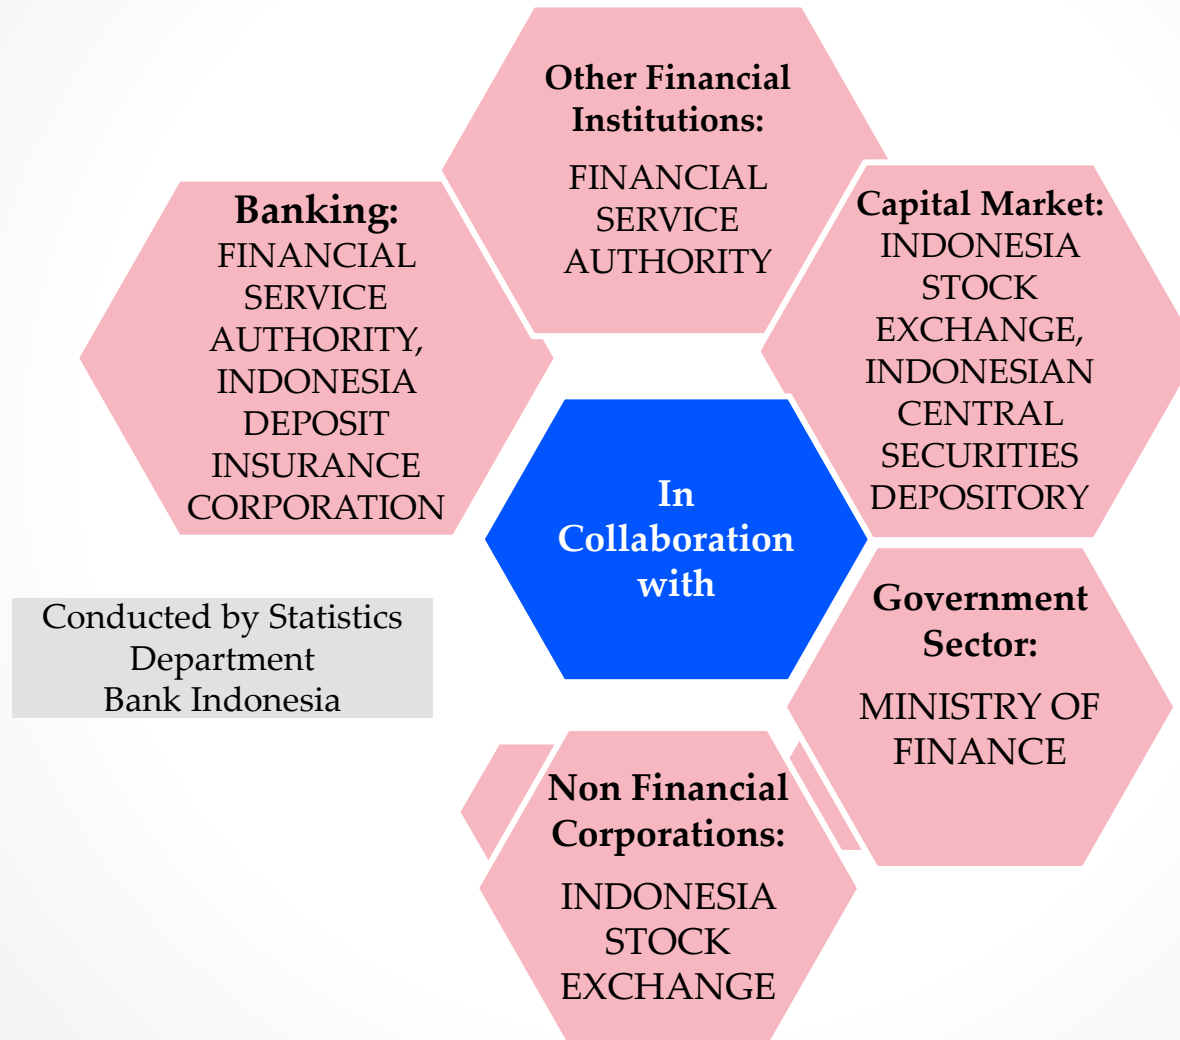 Other Financial
Institutions:
FINANCIAL
SERVICE
AUTHORITY
Banking:
FINANCIAL
SERVICE
AUTHORITY,
INDONESIA
DEPOSIT
INSURANCE
CORPORATION
Capital Market:
INDONESIA
STOCK
EXCHANGE,
INDONESIAN
CENTRAL
SECURITIES
DEPOSITORY
In
Collaboration
with
Conducted by Statistics
Department
Bank Indonesia
Government
Sector:
MINISTRY OF
FINANCE
Non Financial
Corporations:
INDONESIA
STOCK
EXCHANGE